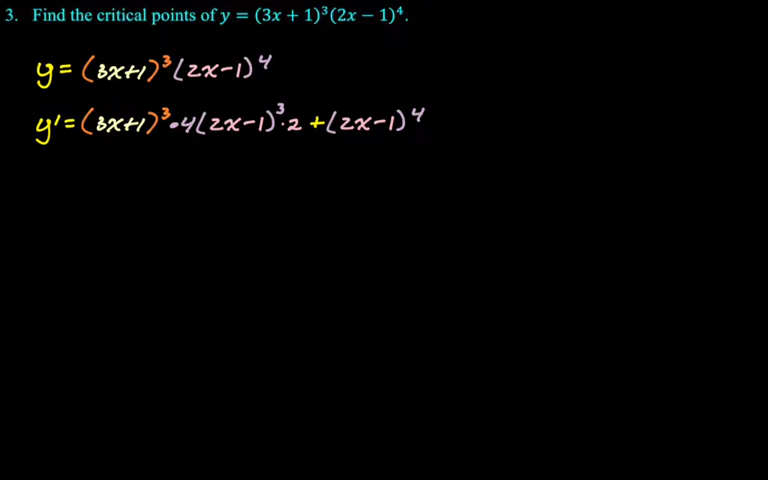 3. Find the critical points of y = (3x + 1)³(2x − 1)⁴.
y = (3x+1)³(2x-1)⁴
y' = (3x+1)³·4(2x-1)³·2 + (2x-1)⁴